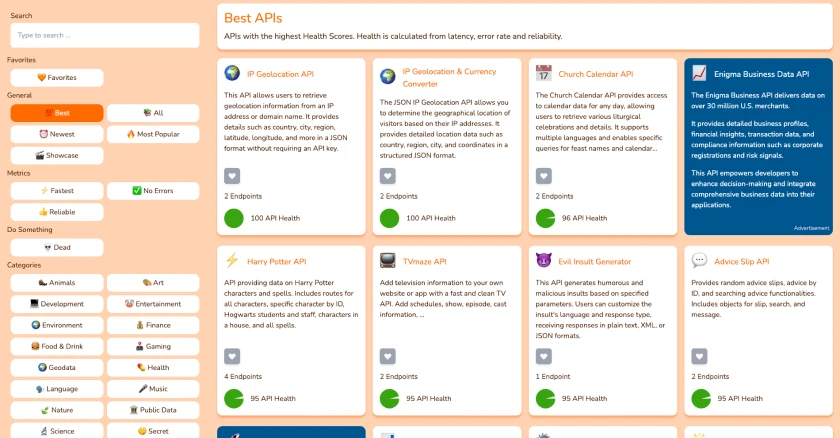 Search
Type to search ...
Favorites
🧡 Favorites
General
💯 Best
📚 All
⏰ Newest
🔥 Most Popular
🎬 Showcase
Metrics
⚡ Fastest
✅ No Errors
👍 Reliable
Do Something
💀 Dead
Categories
Animals
🎨 Art
💻 Development
Entertainment
🌍 Environment
💰 Finance
🍔 Food & Drink
🕹️ Gaming
🌍 Geodata
💊 Health
🗣️ Language
🎤 Music
🌱 Nature
🏛️ Public Data
🔬 Science
🤫 Secret
Best APIs
APIs with the highest Health Scores. Health is calculated from latency, error rate and reliability.
IP Geolocation API
This API allows users to
retrieve geolocation
information from an IP
address or domain name. It
provides details such as
country, city, region,
latitude, longitude, and more in a JSON
format without requiring an API key.
2 Endpoints
100 API Health
IP Geolocation & Currency
Converter
The JSON IP Geolocation API allows you
to determine the geographical location of
visitors based on their IP addresses. It
provides detailed location data such as
country, region, city, and coordinates in a
structured JSON format.
2 Endpoints
100 API Health
Church Calendar API
The Church Calendar API provides access
to calendar data for any day, allowing
users to retrieve various liturgical
celebrations and details. It supports
multiple languages and enables specific
queries for feast names and calendar...
2 Endpoints
96 API Health
Enigma Business Data API
The Enigma Business API delivers data on
over 30 million U.S. merchants.
It provides detailed business profiles,
financial insights, transaction data, and
compliance information such as corporate
registrations and risk signals.
This API empowers developers to
enhance decision-making and integrate
comprehensive business data into their
applications.
Advertisement
Harry Potter API
API providing data on Harry Potter
characters and spells. Includes routes for
all characters, specific character by ID,
Hogwarts students and staff, characters in
a house, and all spells.
4 Endpoints
95 API Health
TVmaze API
Add television information to your own
website or app with a fast and clean TV
API. Add schedules, show, episode, cast
information, ...
2 Endpoints
95 API Health
Evil Insult Generator
This API generates humorous and
malicious insults based on specified
parameters. Users can customize the
insult's language and response type,
receiving responses in plain text, XML, or
JSON formats.
1 Endpoint
95 API Health
Advice Slip API
Provides random advice slips, advice by
ID, and searching advice functionalities.
Includes objects for slip, search, and
message.
2 Endpoints
95 API Health